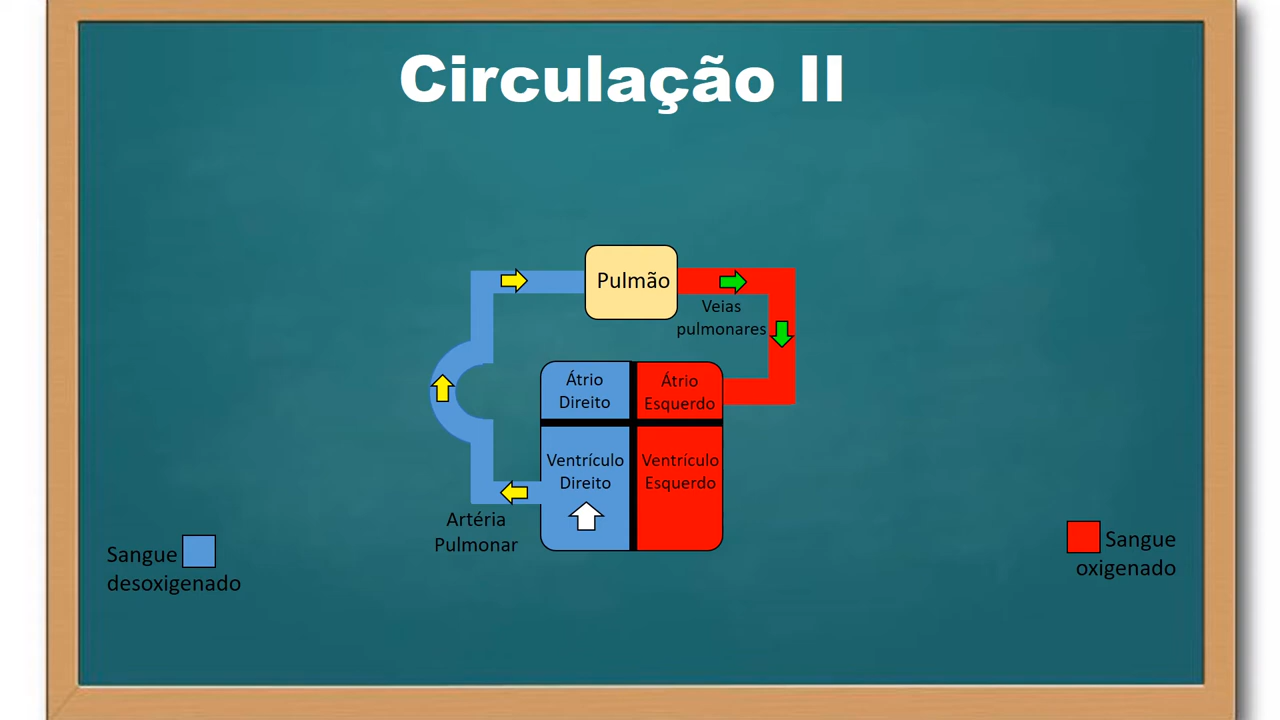 Circulação II
Pulmão
Veias
pulmonares
Átrio
Direito
Átrio
Esquerdo
Ventrículo
Direito
Ventrículo
Esquerdo
Artéria
Pulmonar
Sangue
desoxigenado
Sangue
oxigenado